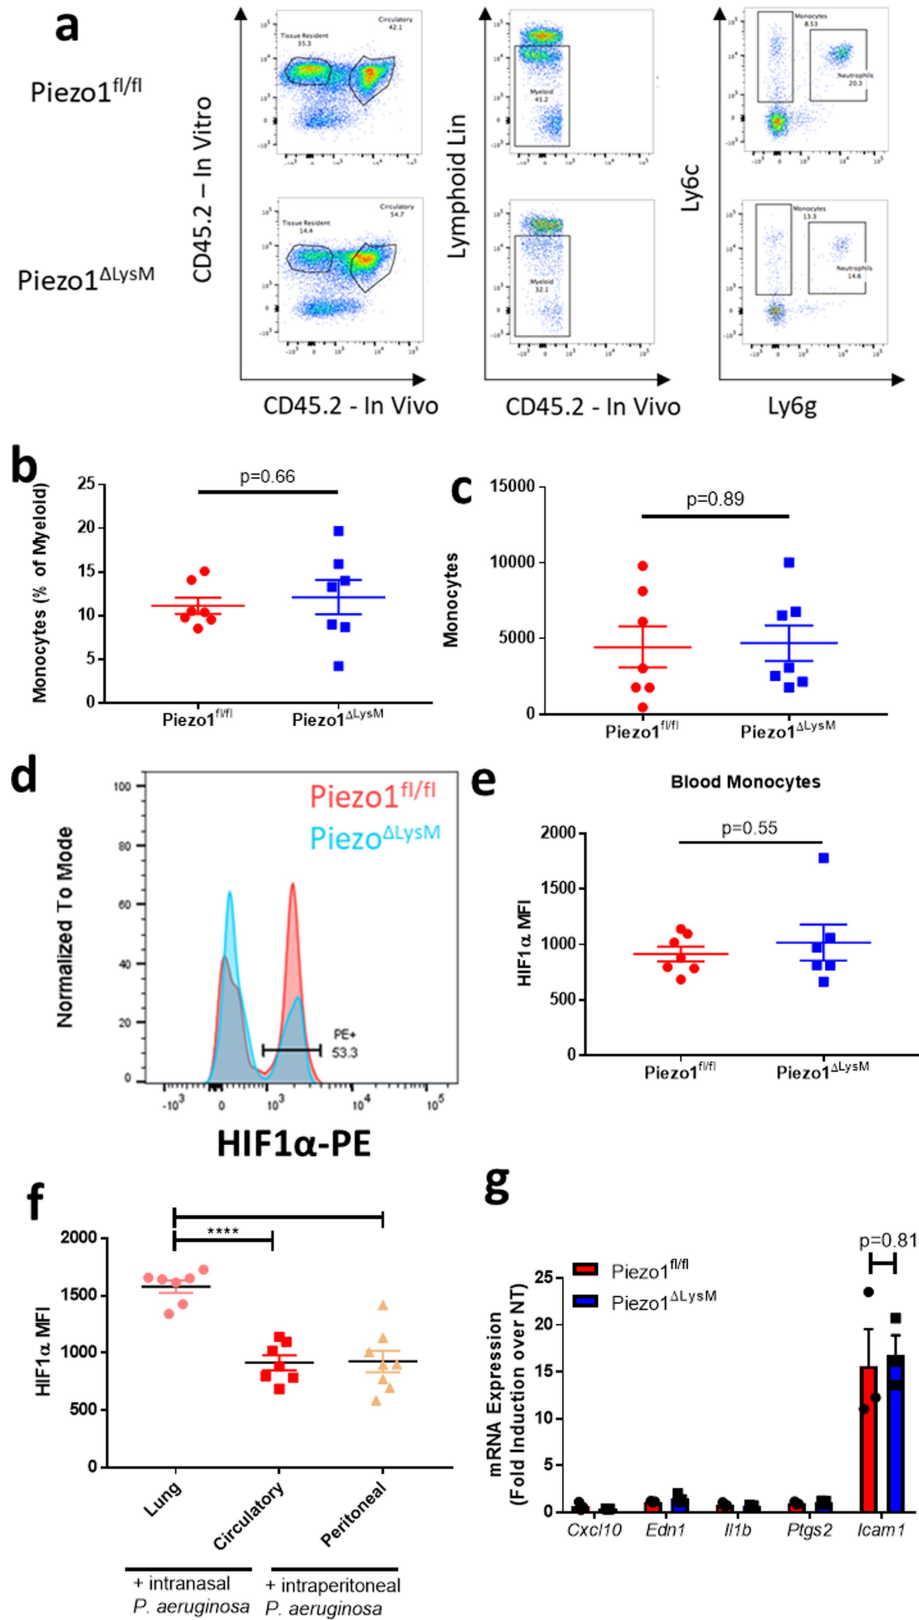 a
Piezo1fl/fl
CD45.2 – In Vitro
Tissue Resident
35.3
Circulatory
42.1
Lymphoid Lin
Myeloid
45.2
Ly6c
Monocytes
8.53
Neutrophils
20.3
Piezo1ΔLysM
Tissue Resident
14.4
Circulatory
54.7
Myeloid
32.1
Monocytes
13.3
Neutrophils
14.6
CD45.2 - In Vivo
CD45.2 - In Vivo
Ly6g
b
p=0.66
Monocytes (% of Myeloid)
25
20
15
10
5
0
Piezo1fl/fl
Piezo1ΔLysM
c
p=0.89
Monocytes
15000
10000
5000
0
Piezo1fl/fl
Piezo1ΔLysM
d
Piezo1fl/fl
PiezoΔLysM
Normalized To Mode
100
80
60
40
20
0
PE+
53.3
-10³ 0 10³ 10⁴ 10⁵
HIF1α-PE
e
Blood Monocytes
p=0.55
HIF1α MFI
2000
1500
1000
500
0
Piezo1fl/fl
Piezo1ΔLysM
f
****
HIF1α MFI
2000
1500
1000
500
0
Lung
Circulatory
Peritoneal
+ intranasal
P. aeruginosa
+ intraperitoneal
P. aeruginosa
g
p=0.81
Piezo1fl/fl
Piezo1ΔLysM
mRNA Expression
(Fold Induction over NT)
25
20
15
10
5
0
Cxcl10 Edn1 Il1b Ptgs2 Icam1